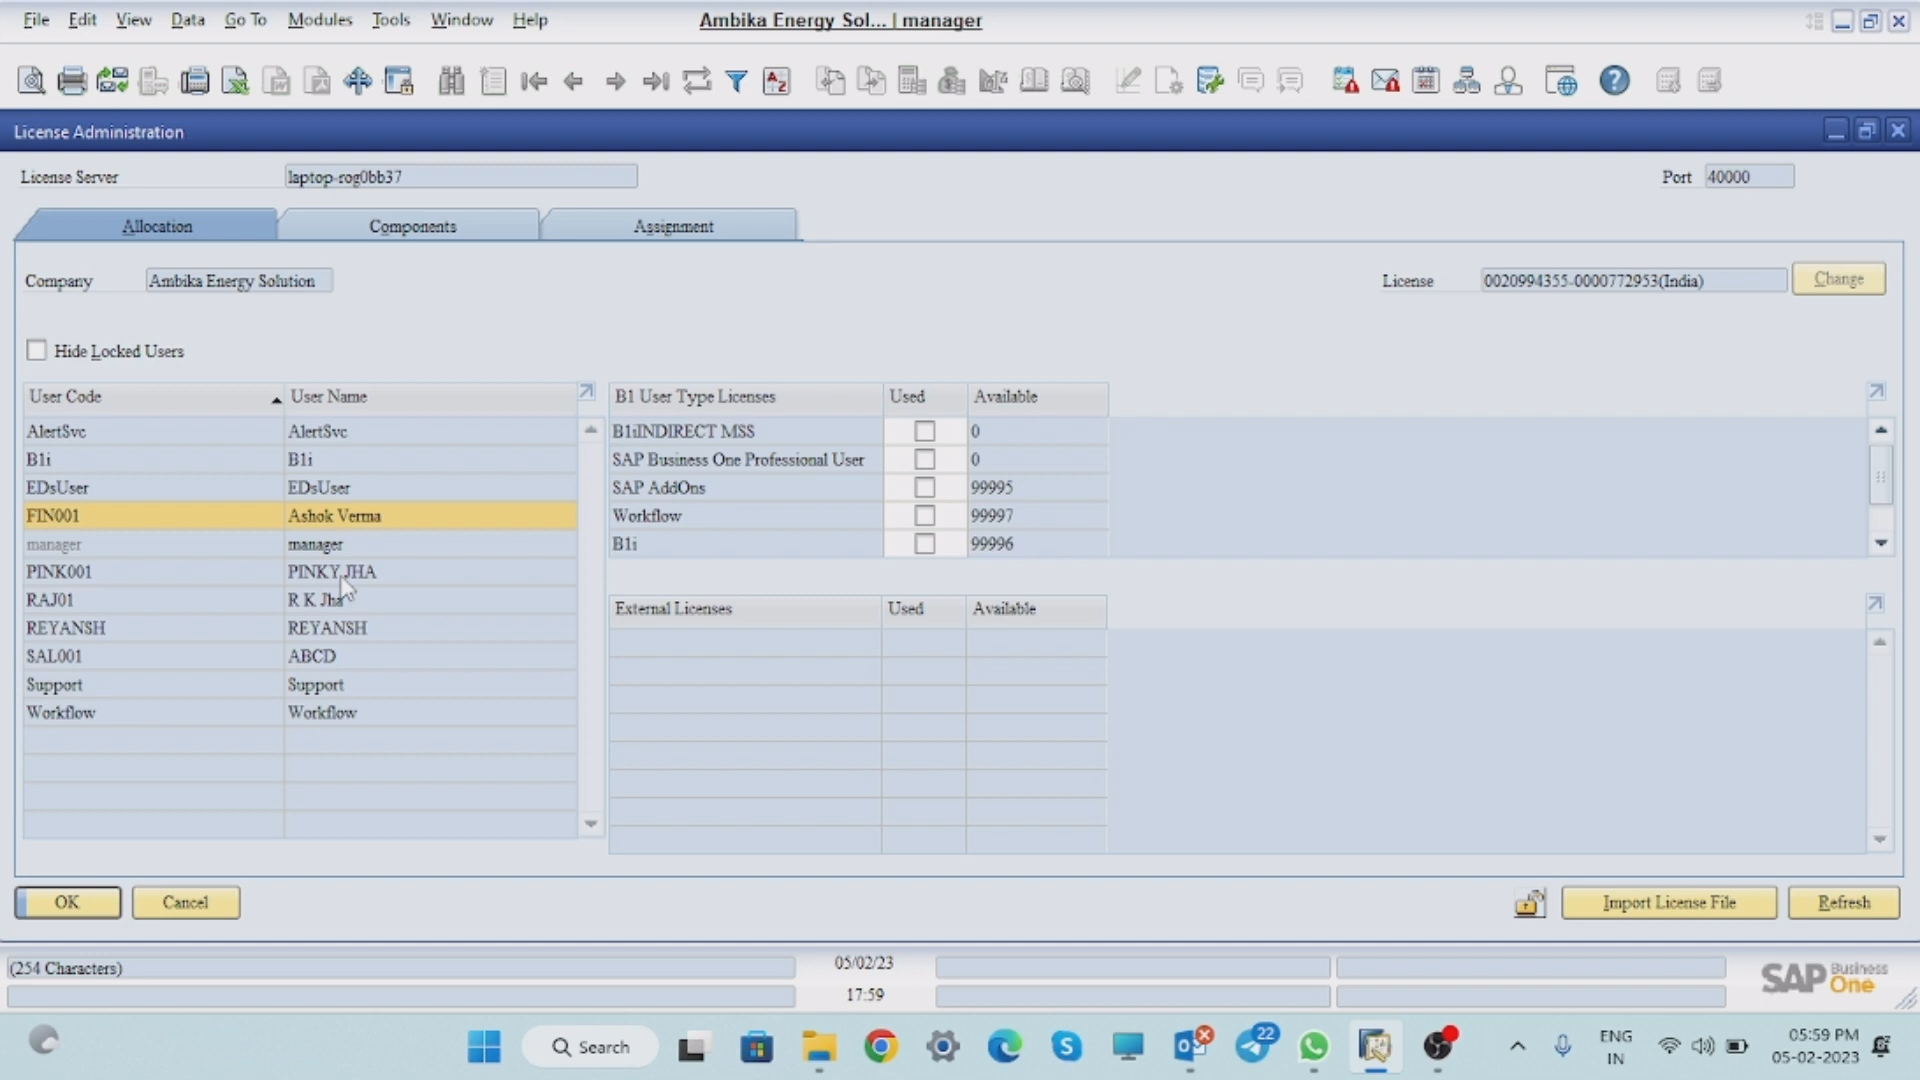 File Edit View Data Go To Modules Tools Window Help
Ambika Energy Sol... | manager
License Administration
License Server laptop-rog0bb37 Port 40000
Allocation Components Assignment
Company Ambika Energy Solution License 0020994355-0000772953(India) Change
Hide Locked Users
User Code User Name B1 User Type Licenses Used Available
AlertSvc AlertSvc B1iINDIRECT MSS 0
B1i B1i SAP Business One Professional User 0
EDsUser EDsUser SAP AddOns 99995
FIN001 Ashok Verma Workflow 99997
manager manager B1i 99996
PINK001 PINKY JHA
RAJ01 R K Jha External Licenses Used Available
REYANSH REYANSH
SAL001 ABCD
Support Support
Workflow Workflow
OK Cancel Import License File Refresh
(254 Characters) 05/02/23
17:59
SAP Business One
Search 22 ENG IN 05:59 PM 05-02-2023